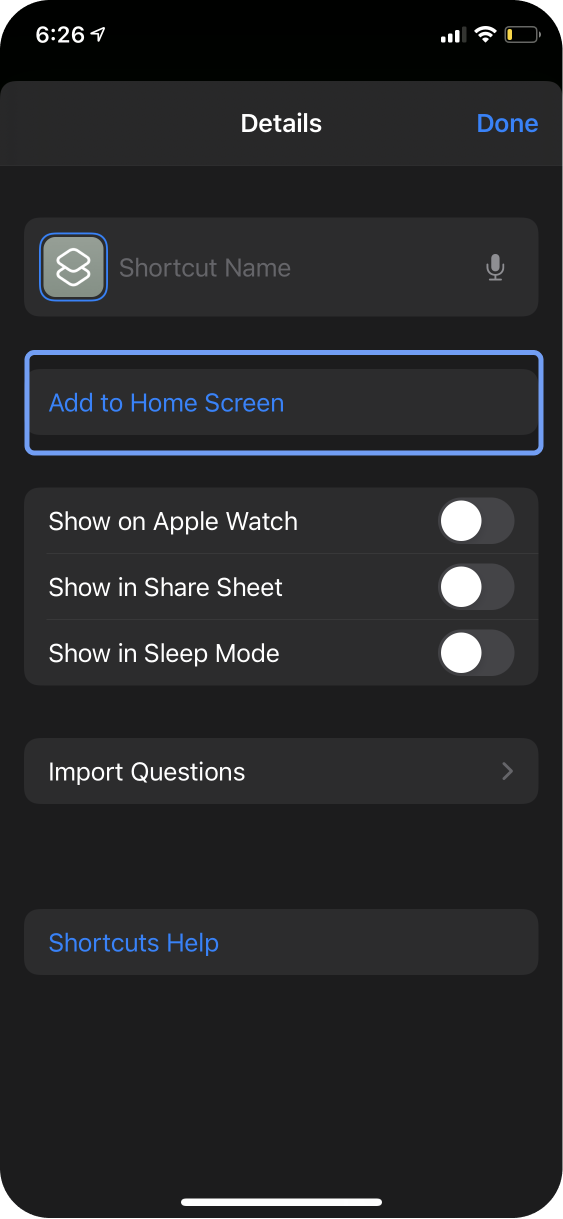 6:26
Details
Done
Shortcut Name
Add to Home Screen
Show on Apple Watch
Show in Share Sheet
Show in Sleep Mode
Import Questions
Shortcuts Help